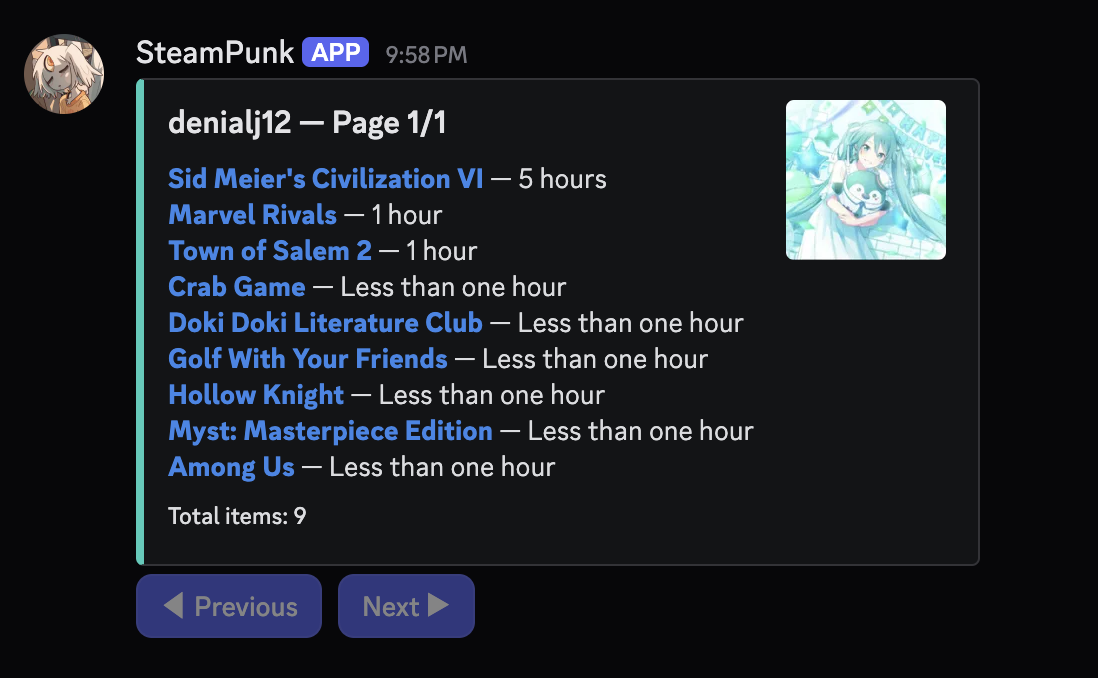 SteamPunk APP 9:58 PM
denialj12 — Page 1/1
Sid Meier's Civilization VI — 5 hours
Marvel Rivals — 1 hour
Town of Salem 2 — 1 hour
Crab Game — Less than one hour
Doki Doki Literature Club — Less than one hour
Golf With Your Friends — Less than one hour
Hollow Knight — Less than one hour
Myst: Masterpiece Edition — Less than one hour
Among Us — Less than one hour
Total items: 9
◀ Previous
Next ▶